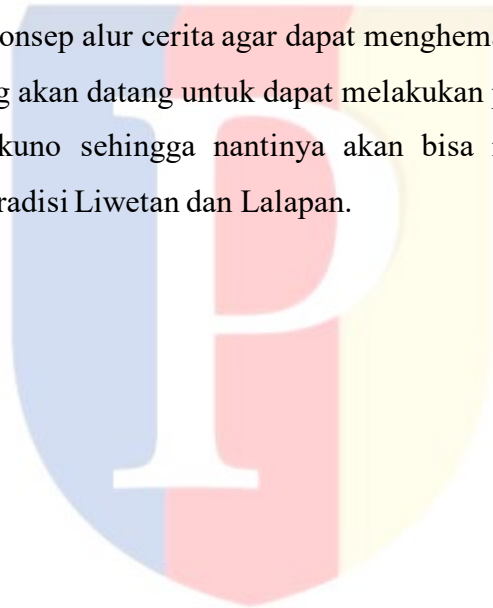 onsep alur cerita agar dapat menghema
g akan datang untuk dapat melakukan
kuno sehingga nantinya akan bisa
radisi Liwetan dan Lalapan.
P